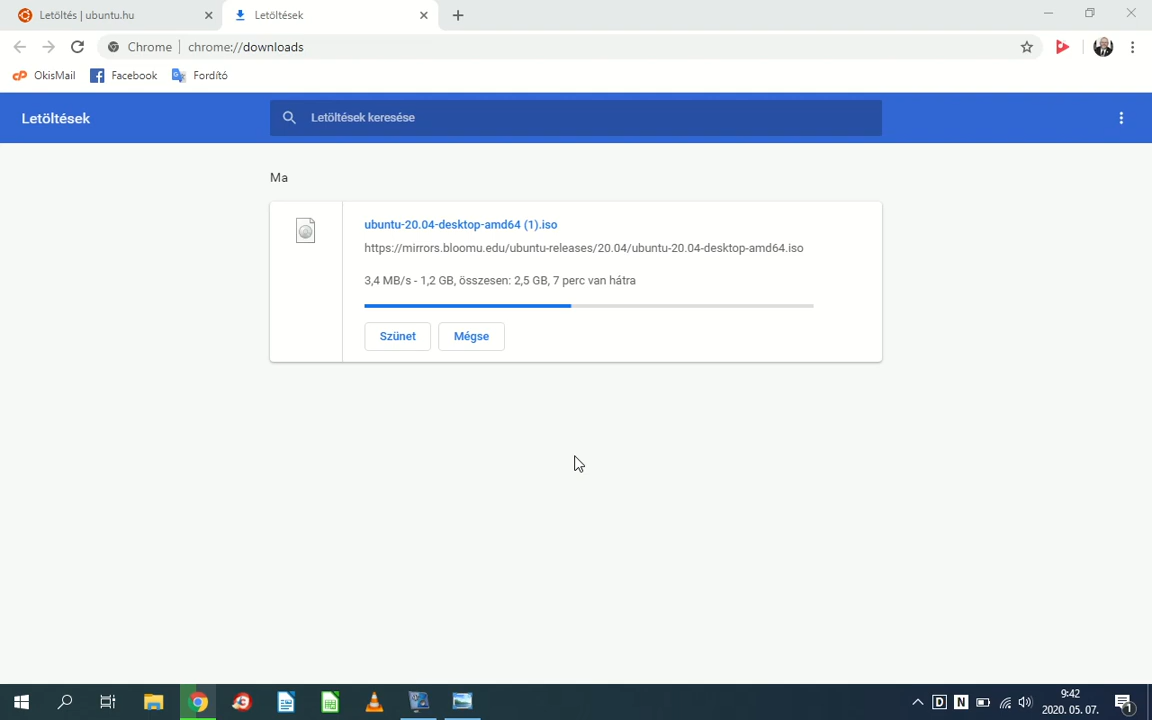 Letöltés | ubuntu.hu
Letöltések
Chrome
chrome://downloads
OkisMail
Facebook
Fordító
Letöltések
Letöltések keresése
Ma
ubuntu-20.04-desktop-amd64 (1).iso
https://mirrors.bloomu.edu/ubuntu-releases/20.04/ubuntu-20.04-desktop-amd64.iso
3,4 MB/s - 1,2 GB, összesen: 2,5 GB, 7 perc van hátra
Szünet
Mégse
D
N
9:42
2020. 05. 07.
1